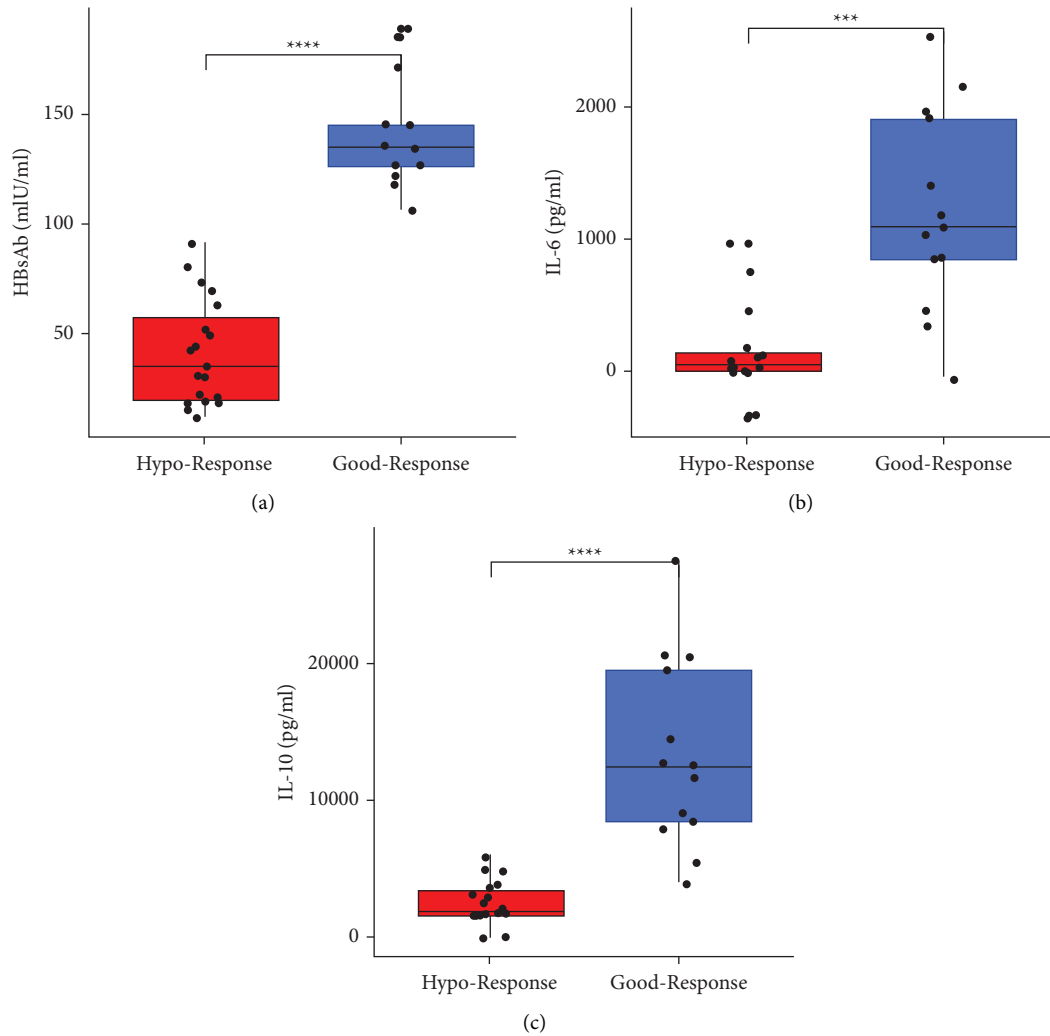 ****
HBsAb (mlU/ml)
150
100
50
Hypo-Response Good-Response
(a)
***
IL-6 (pg/ml)
2000
1000
0
Hypo-Response Good-Response
(b)
****
IL-10 (pg/ml)
20000
10000
0
Hypo-Response Good-Response
(c)